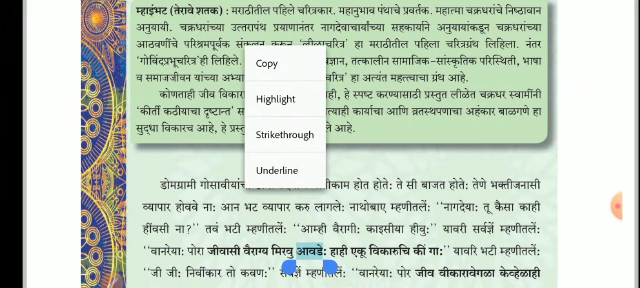 म्हाइंभट (तेरावे शतक) : मराठीतील पहिले चरित्रकार. महानुभाव पंथाचे प्रवर्तक. महात्मा चक्रधरांचे निष्ठावान
अनुयायी. चक्रधरांच्या उत्तरापंथ प्रयाणानंतर नागदेवाचार्यांच्या सहकार्याने अनुयायांकडून चक्रधरांच्या
आठवणींचे परिश्रमपूर्वक संकलन करून 'लीळाचरित्र' हा मराठीतील पहिला चरित्रग्रंथ लिहिला. नंतर
'गोविंदप्रभूचरित्र'ही लिहिले. तत्कालीन सामाजिक-सांस्कृतिक परिस्थिती, भाषा
व समाजजीवन यांच्या हा अत्यंत महत्त्वाचा ग्रंथ आहे.
कोणताही जीव हे स्पष्ट करण्यासाठी प्रस्तुत लीळेत चक्रधर स्वामींनी
'कीर्ती कठीयाचा दृष्टान्त' कार्याचा आणि व्रतस्थपणाचा अहंकार बाळगणे हा
सुद्धा विकारच आहे, हे आहे.
Copy
Highlight
Strikethrough
Underline
डोमग्रामी गोसावीयांचें होत होते: ते सी बाजत होते: तेणे भक्तीजनासी
व्यापार होववे ना: आन भट व्यापार करु लागले: नाथोबाए म्हणीतलें: "नागदेया: तू कैसा काही
हींवसी ना:" तवं भटी म्हणीतलें: "आम्ही वैरागी: काइसीया हीवु:" यावरी सर्वज्ञें म्हणीतलें:
"वानरेया: पोरा जीवासी वैराग्य मिरवु आवडे: हाही एकू विकारुचि कीं गा:" यावरि भटी म्हणीतलें:
"जी जी: निर्वीकार तो कवण:" सर्वज्ञें म्हणीतलें: "वानरेया: पोर जीव वीकारावेगळा केव्हेळाही